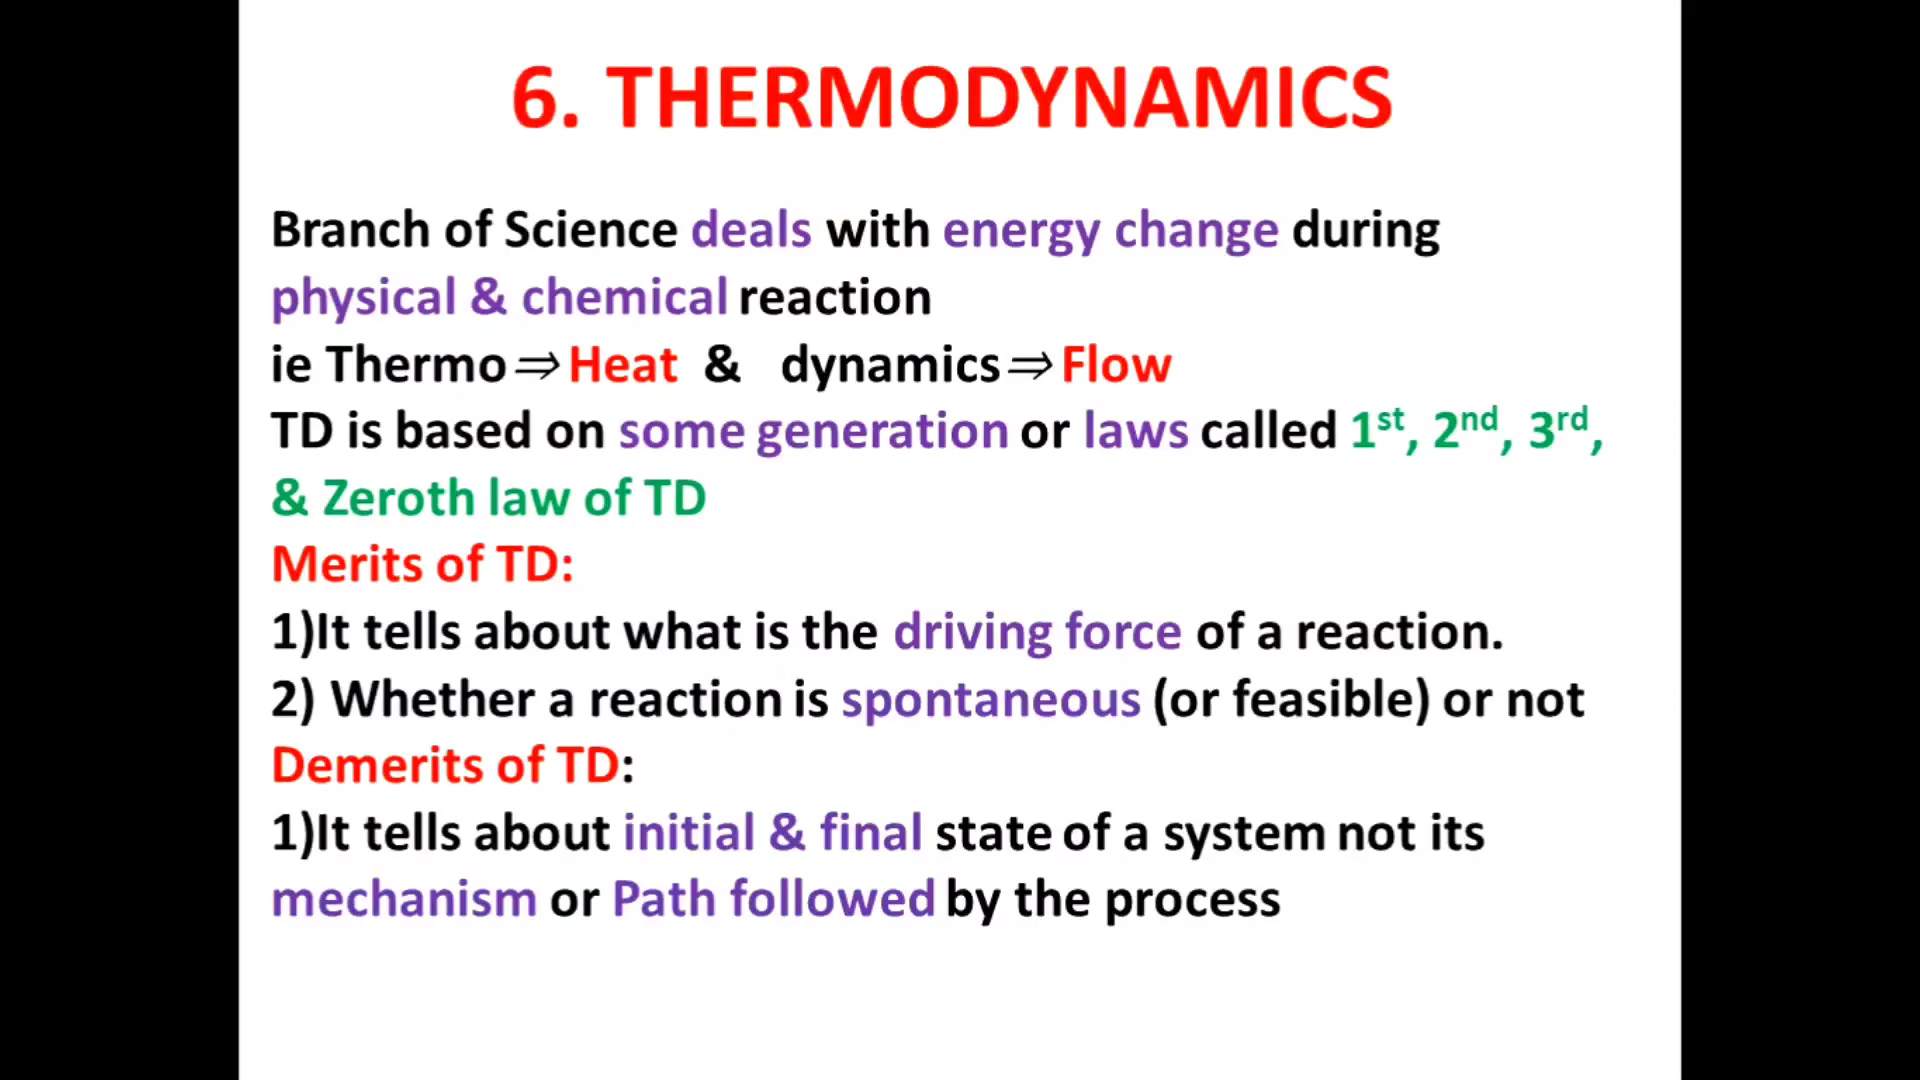 6. THERMODYNAMICS
Branch of Science deals with energy change during
physical & chemical reaction
ie Thermo⇒Heat & dynamics⇒Flow
TD is based on some generation or laws called 1st, 2nd, 3rd,
& Zeroth law of TD
Merits of TD:
1)It tells about what is the driving force of a reaction.
2) Whether a reaction is spontaneous (or feasible) or not
Demerits of TD:
1)It tells about initial & final state of a system not its
mechanism or Path followed by the process